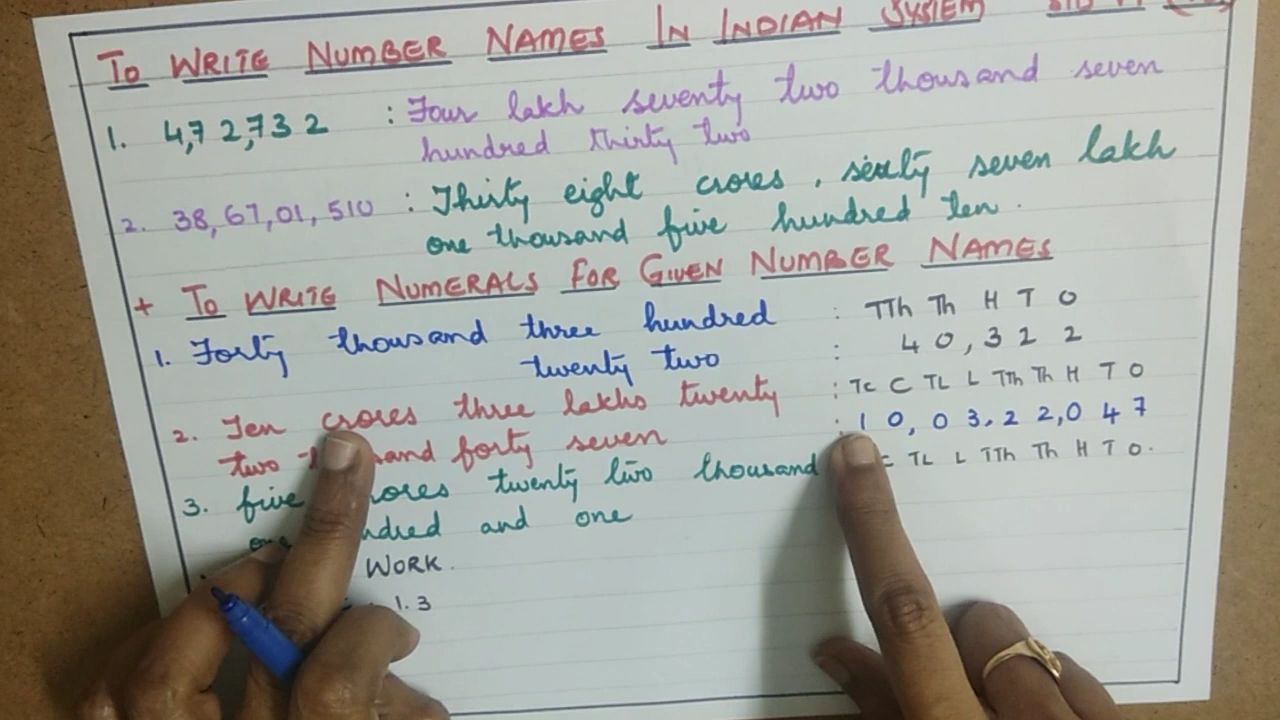 TO WRITE NUMBER NAMES IN INDIAN SYSTEM
1. 4,72,732 : Four lakh seventy two thousand seven
hundred thirty two
2. 38,67,01,510 : Thirty eight crores, sixty seven lakh
one thousand five hundred ten.
+ TO WRITE NUMERALS FOR GIVEN NUMBER NAMES
1. Forty thousand three hundred : TTh Th H T O
twenty two : 40,322
2. Ten crores three lakhs twenty : TC C TL L TTh Th H T O
two and forty seven : 10,03,22,047
3. five twenty two thousand TL L TTh Th H T O.
and one
WORK.
1.3